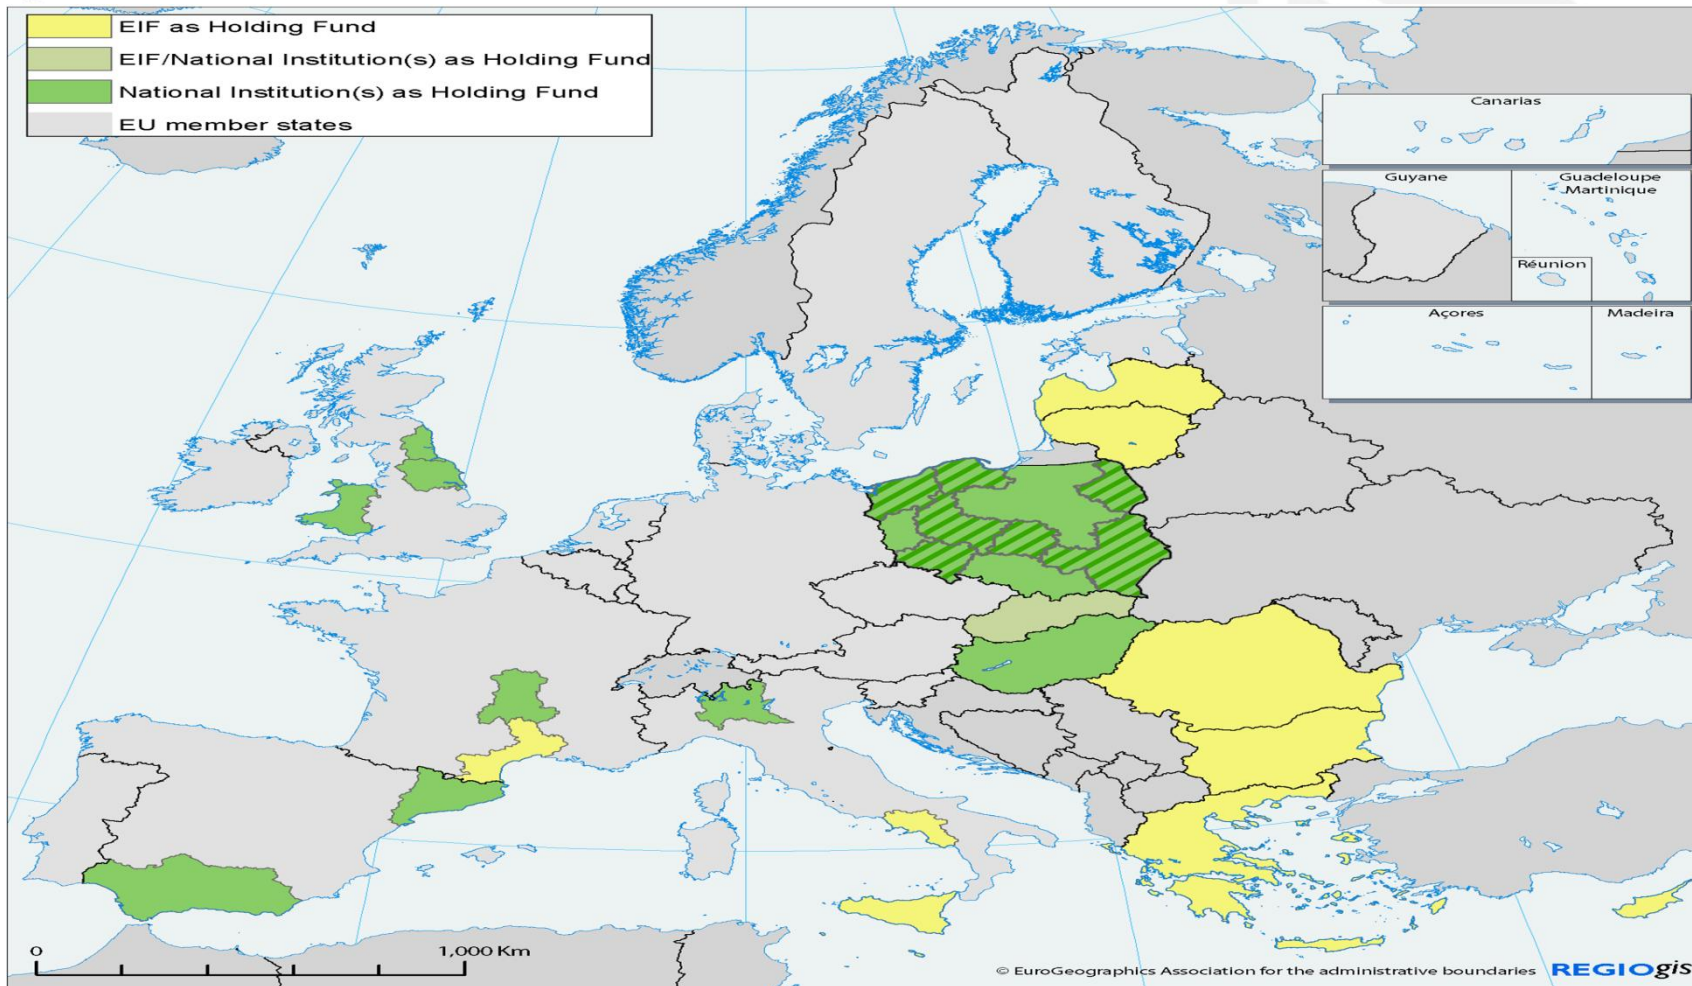 EIF as Holding Fund
EIF/National Institution(s) as Holding Fund
National Institution(s) as Holding Fund
EU member states
Canarias
Guyane
Guadeloupe
Martinique
Réunion
Açores
Madeira
0
1,000 Km
© EuroGeographics Association for the administrative boundaries
REGIOgis